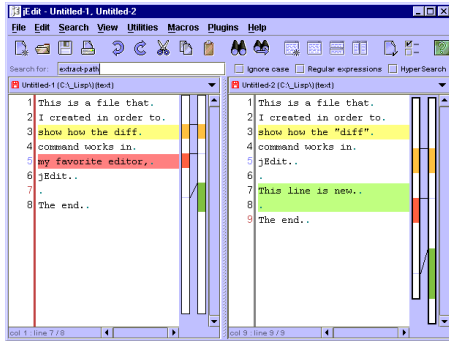 jEdit - Untitled-1, Untitled-2
File Edit Search View Utilities Macros Plugins Help
Search for: extract-path Ignore case Regular expressions HyperSearch
Untitled-1 (C:\_Lisp\)(text)
1 This is a file that.
2 I created in order to.
3 show how the diff.
4 command works in.
5 my favorite editor,.
6 jEdit..
7 .
8 The end..
col 1 : line 7 / 8
Untitled-2 (C:\_Lisp\)(text)
1 This is a file that.
2 I created in order to.
3 show how the "diff".
4 command works in.
5 jEdit..
6 .
7 This line is new..
8 .
9 The end..
col 9 : line 9 / 9